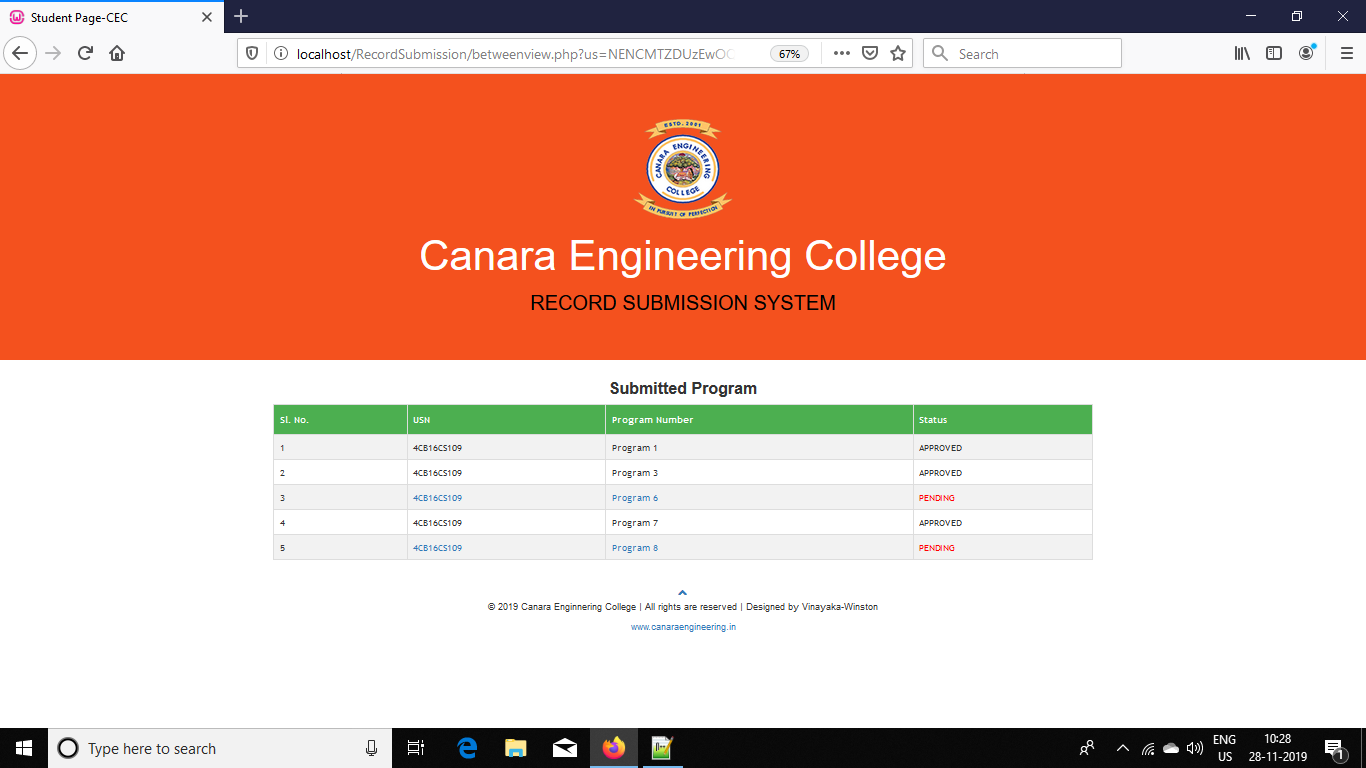 Student Page-CEC
localhost/RecordSubmission/betweenview.php?us=NENCMTZDUzEwOC
67%
Search
ESTD. 2001
CANARA ENGINEERING COLLEGE
IN PURSUIT OF PERFECTION
Canara Engineering College
RECORD SUBMISSION SYSTEM
Submitted Program
Sl. No. USN Program Number Status
1 4CB16CS109 Program 1 APPROVED
2 4CB16CS109 Program 3 APPROVED
3 4CB16CS109 Program 6 PENDING
4 4CB16CS109 Program 7 APPROVED
5 4CB16CS109 Program 8 PENDING
© 2019 Canara Enginnering College | All rights are reserved | Designed by Vinayaka-Winston
www.canaraengineering.in
Type here to search
ENG 10:28
US 28-11-2019
1